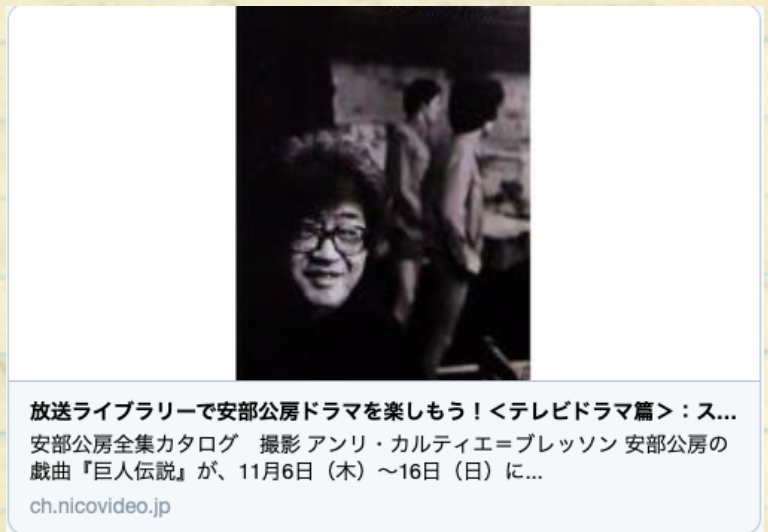 放送ライブラリーで安部公房ドラマを楽しもう！＜テレビドラマ篇＞：ス...
安部公房全集カタログ　撮影 アンリ・カルティエ＝ブレッソン 安部公房の
戯曲『巨人伝説』が、11月6日（木）〜16日（日）に...
ch.nicovideo.jp